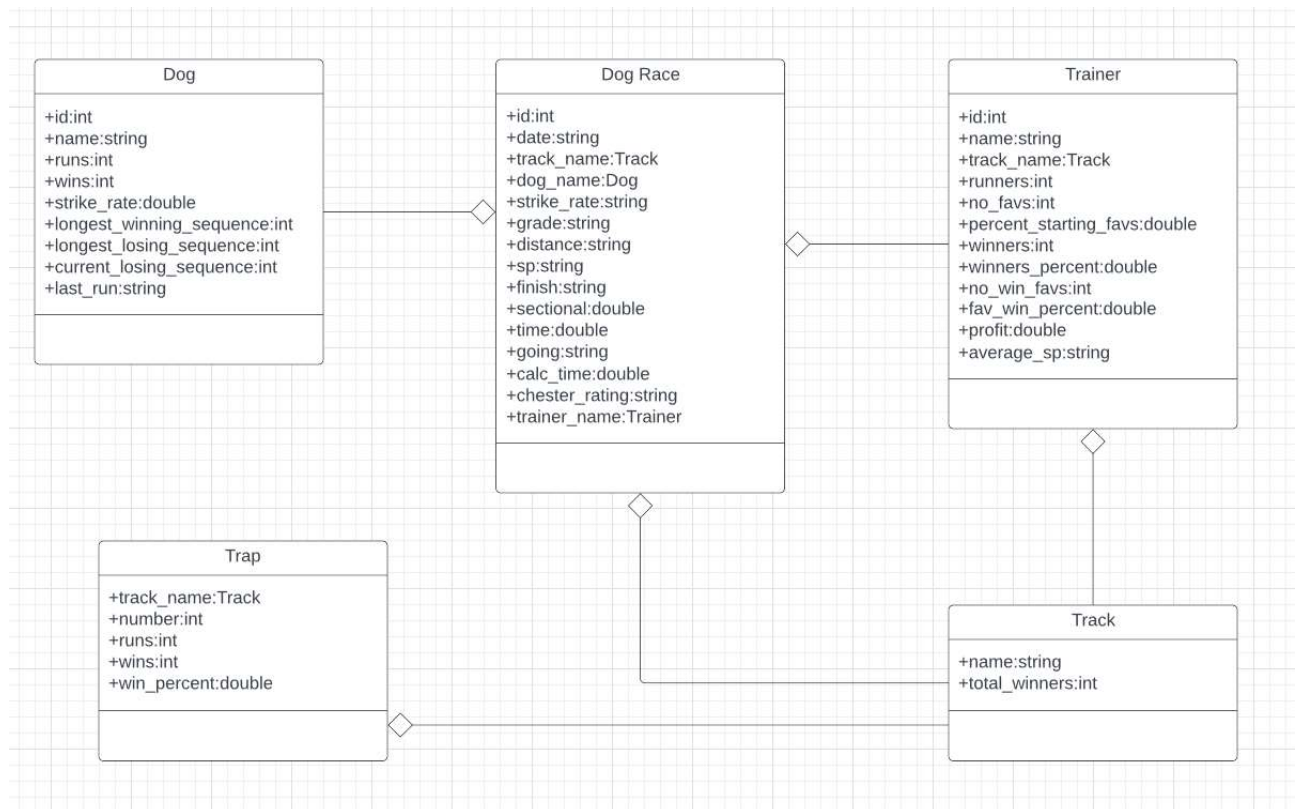 Dog
+id:int
+name:string
+runs:int
+wins:int
+strike_rate:double
+longest_winning_sequence:int
+longest_losing_sequence:int
+current_losing_sequence:int
+last_run:string
Dog Race
+id:int
+date:string
+track_name:Track
+dog_name:Dog
+strike_rate:string
+grade:string
+distance:string
+sp:string
+finish:string
+sectional:double
+time:double
+going:string
+calc_time:double
+chester_rating:string
+trainer_name:Trainer
Trainer
+id:int
+name:string
+track_name:Track
+runners:int
+no_favs:int
+percent_starting_favs:double
+winners:int
+winners_percent:double
+no_win_favs:int
+fav_win_percent:double
+profit:double
+average_sp:string
Trap
+track_name:Track
+number:int
+runs:int
+wins:int
+win_percent:double
Track
+name:string
+total_winners:int